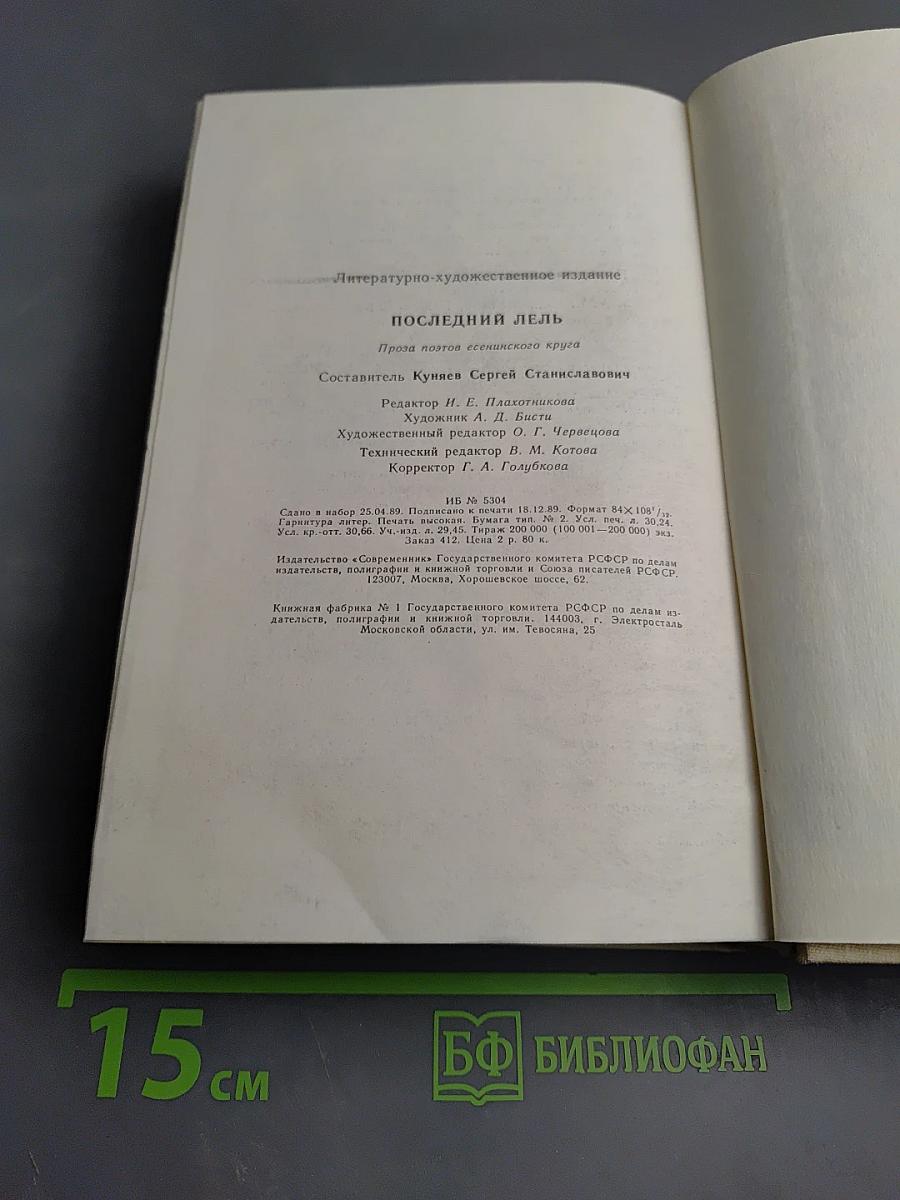 Литературно-художественное издание
ПОСЛЕДНИЙ ЛЕЛЬ
Проза поэтов есенинского круга
Составитель Куняев Сергей Станиславович
Редактор И. Е. Плахотникова
Художник А. Д. Бисти
Художественный редактор О. Г. Червецова
Технический редактор В. М. Котова
Корректор Г. А. Голубкова
ИБ № 5304
Сдано в набор 25.04.89. Подписано к печати 18.12.89. Формат 84×108¹/₃₂.
Гарнитура литер. Печать высокая. Бумага тип. № 2. Усл. печ. л. 30,24.
Усл. кр.-отт. 30,66. Уч.-изд. л. 29,45. Тираж 200 000 (100 001—200 000) экз.
Заказ 412. Цена 2 р. 80 к.
Издательство «Современник» Государственного комитета РСФСР по делам
издательств, полиграфии и книжной торговли и Союза писателей РСФСР.
123007, Москва, Хорошевское шоссе, 62.
Книжная фабрика № 1 Государственного комитета РСФСР по делам из-
дательств, полиграфии и книжной торговли. 144003, г. Электросталь
Московской области, ул. им. Тевосяна, 25
15 см
БФ БИБЛИОФАН